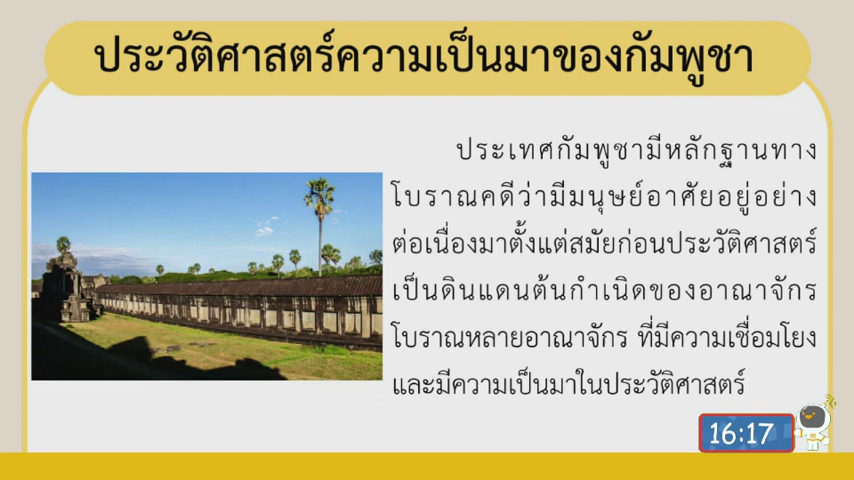 ประวัติศาสตร์ความเป็นมาของกัมพูชา
ประเทศกัมพูชามีหลักฐานทาง
โบราณคดีว่ามีมนุษย์อาศัยอยู่อย่าง
ต่อเนื่องมาตั้งแต่สมัยก่อนประวัติศาสตร์
เป็นดินแดนต้นกำเนิดของอาณาจักร
โบราณหลายอาณาจักร ที่มีความเชื่อมโยง
และมีความเป็นมาในประวัติศาสตร์
16:17